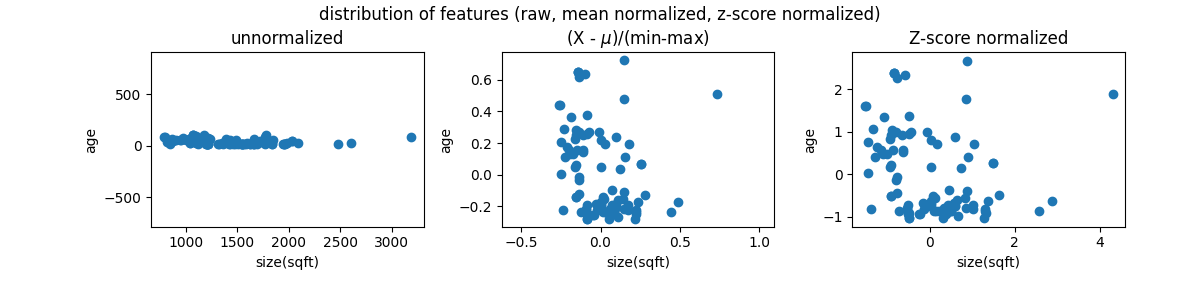 distribution of features (raw, mean normalized, z-score normalized)
unnormalized
500
0
−500
age
1000 1500 2000 2500 3000
size(sqft)
(X - μ)/(min-max)
0.6
0.4
0.2
0.0
−0.2
age
−0.5 0.0 0.5 1.0
size(sqft)
Z-score normalized
2
1
0
−1
age
0 2 4
size(sqft)